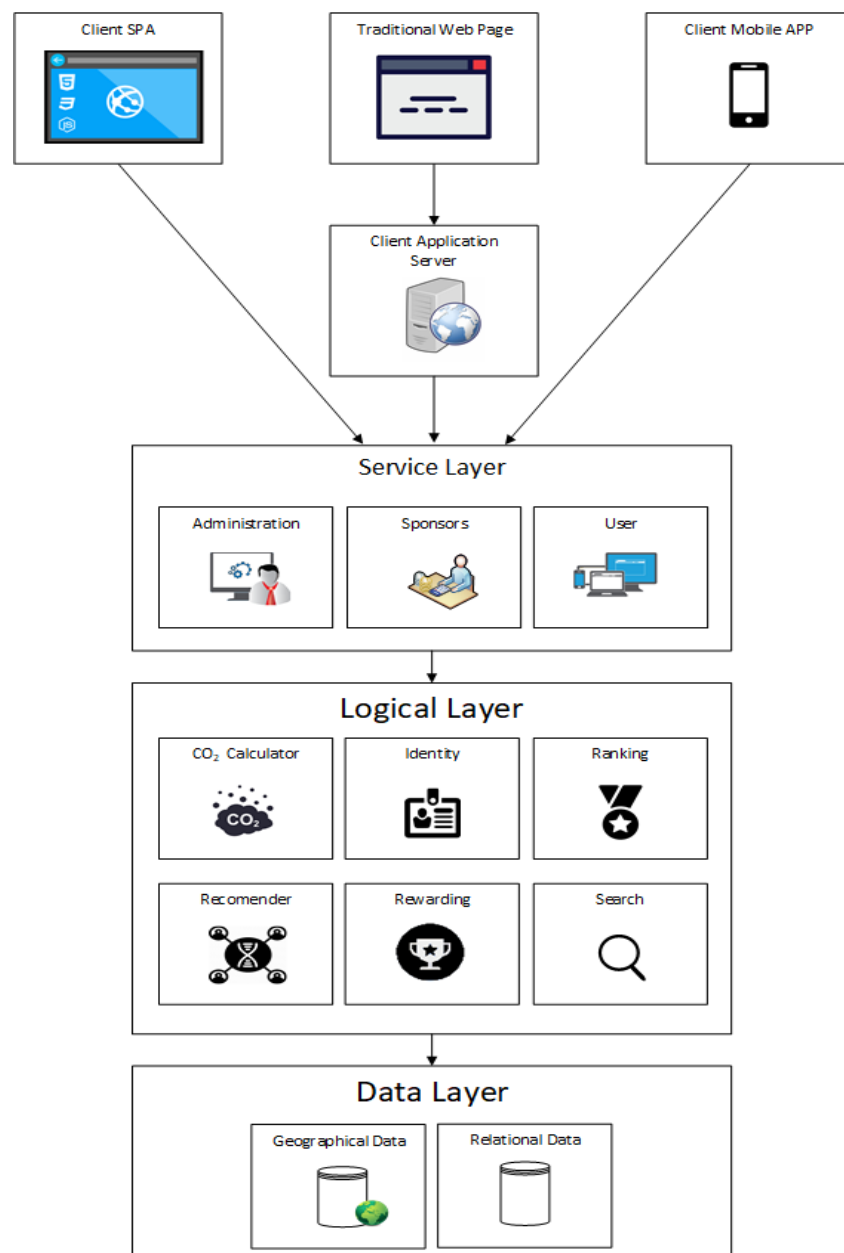 Client SPA
Traditional Web Page
Client Mobile APP
JS
Client Application
Server
Service Layer
Administration
Sponsors
User
Logical Layer
CO₂ Calculator
Identity
Ranking
CO₂
Recomender
Rewarding
Search
Data Layer
Geographical Data
Relational Data